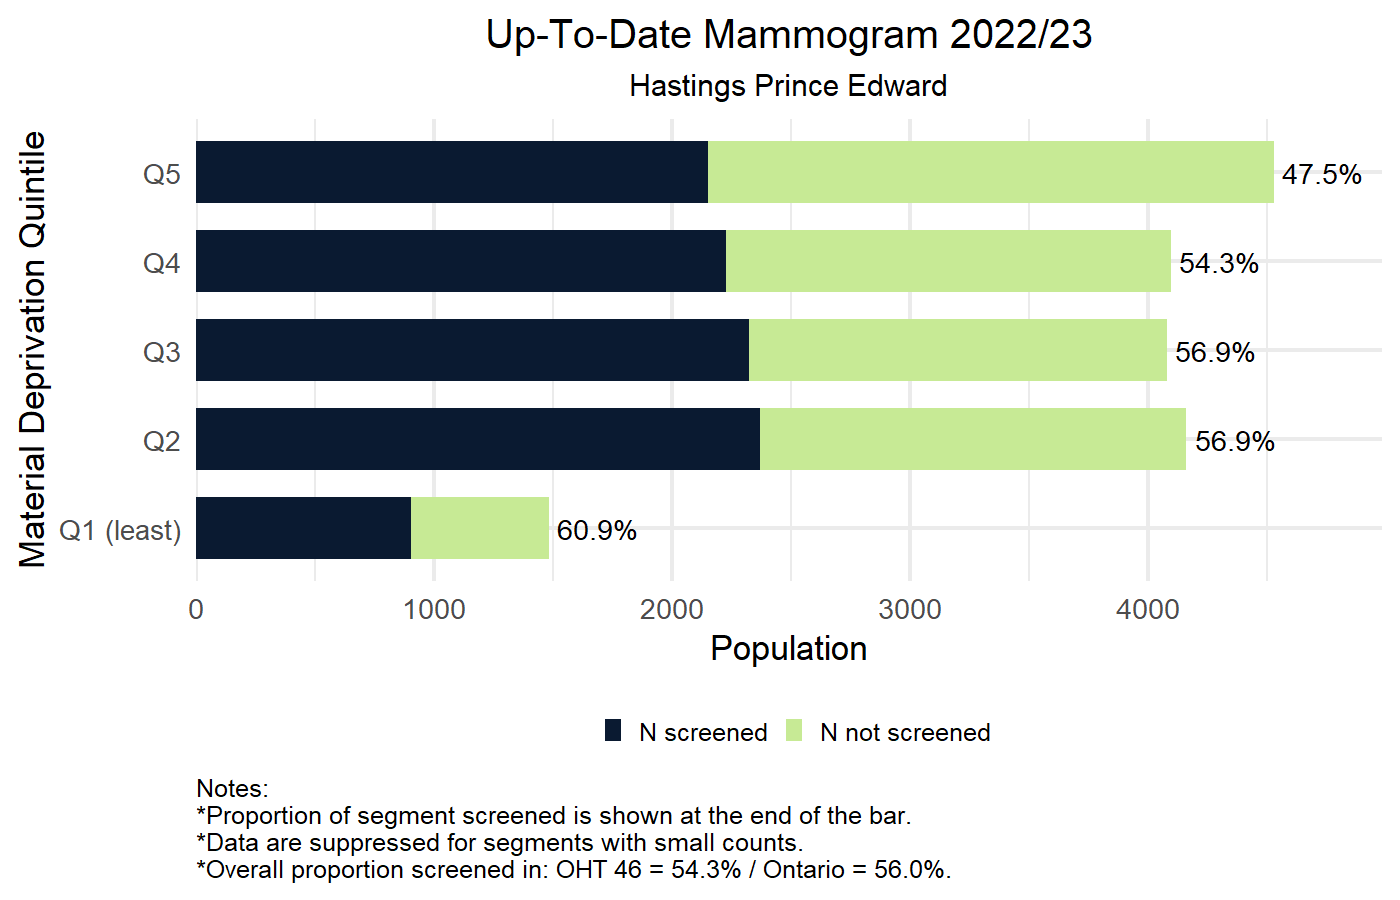 Up-To-Date Mammogram 2022/23
Hastings Prince Edward
Material Deprivation Quintile
Q5
47.5%
Q4
54.3%
Q3
56.9%
Q2
56.9%
Q1 (least)
60.9%
0 1000 2000 3000 4000
Population
N screened N not screened
Notes:
*Proportion of segment screened is shown at the end of the bar.
*Data are suppressed for segments with small counts.
*Overall proportion screened in: OHT 46 = 54.3% / Ontario = 56.0%.